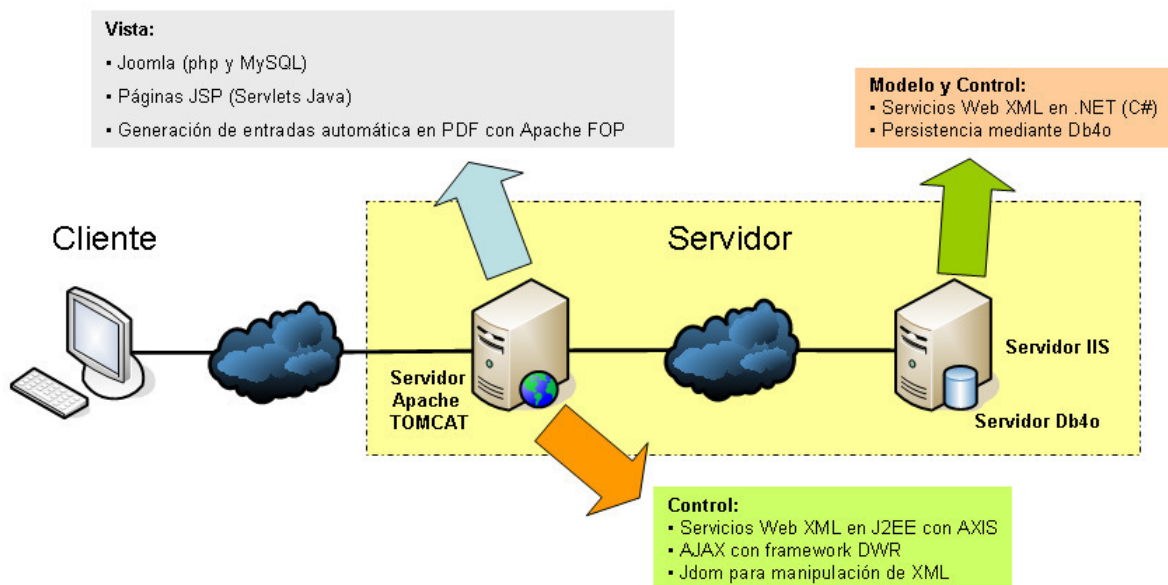 Vista:
▪ Joomla (php y MySQL)
▪ Páginas JSP (Servlets Java)
▪ Generación de entradas automática en PDF con Apache FOP
Modelo y Control:
▪ Servicios Web XML en .NET (C#)
▪ Persistencia mediante Db4o
Cliente
Servidor
Servidor
Apache
TOMCAT
Servidor IIS
Servidor Db4o
Control:
▪ Servicios Web XML en J2EE con AXIS
▪ AJAX con framework DWR
▪ Jdom para manipulación de XML